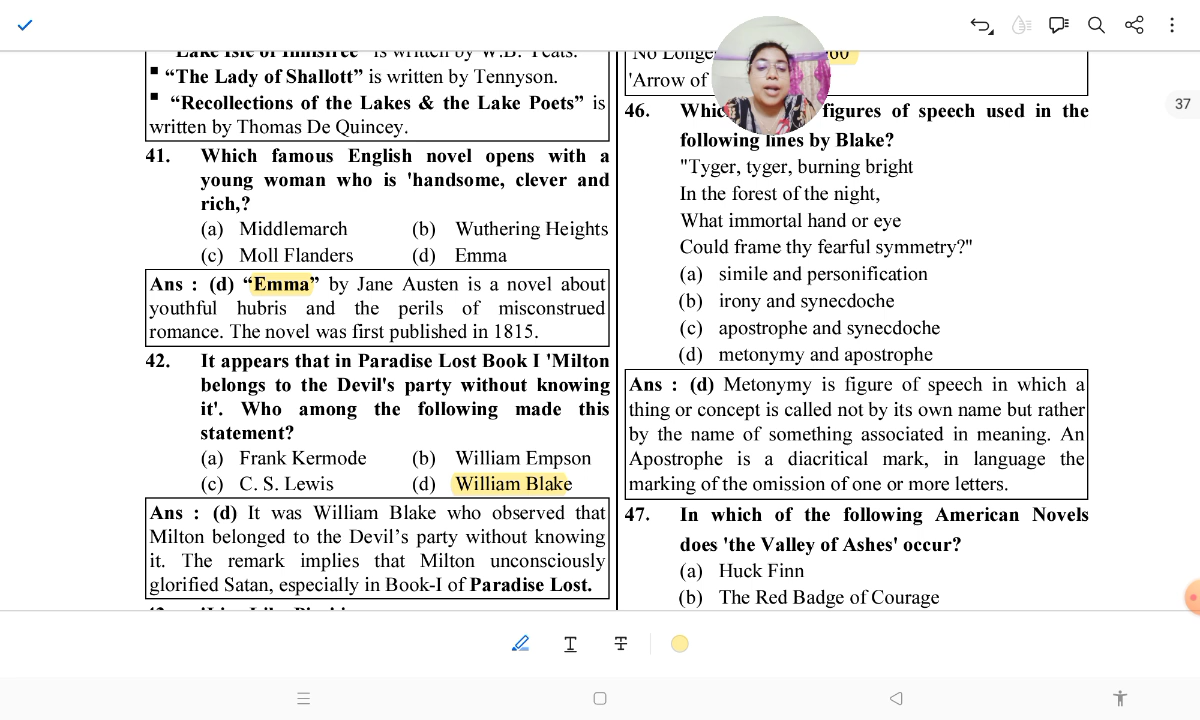 "The Lady of Shallott" is written by Tennyson.
"Recollections of the Lakes & the Lake Poets" is
written by Thomas De Quincey.
41. Which famous English novel opens with a
young woman who is 'handsome, clever and
rich,?
(a) Middlemarch (b) Wuthering Heights
(c) Moll Flanders (d) Emma
Ans : (d) “Emma” by Jane Austen is a novel about
youthful hubris and the perils of misconstrued
romance. The novel was first published in 1815.
42. It appears that in Paradise Lost Book I 'Milton
belongs to the Devil's party without knowing
it'. Who among the following made this
statement?
(a) Frank Kermode (b) William Empson
(c) C. S. Lewis (d) William Blake
Ans : (d) It was William Blake who observed that
Milton belonged to the Devil’s party without knowing
it. The remark implies that Milton unconsciously
glorified Satan, especially in Book-I of Paradise Lost.
'Arrow of
46. figures of speech used in the
following lines by Blake?
"Tyger, tyger, burning bright
In the forest of the night,
What immortal hand or eye
Could frame thy fearful symmetry?"
(a) simile and personification
(b) irony and synecdoche
(c) apostrophe and synecdoche
(d) metonymy and apostrophe
Ans : (d) Metonymy is figure of speech in which a
thing or concept is called not by its own name but rather
by the name of something associated in meaning. An
Apostrophe is a diacritical mark, in language the
marking of the omission of one or more letters.
47. In which of the following American Novels
does 'the Valley of Ashes' occur?
(a) Huck Finn
(b) The Red Badge of Courage
37